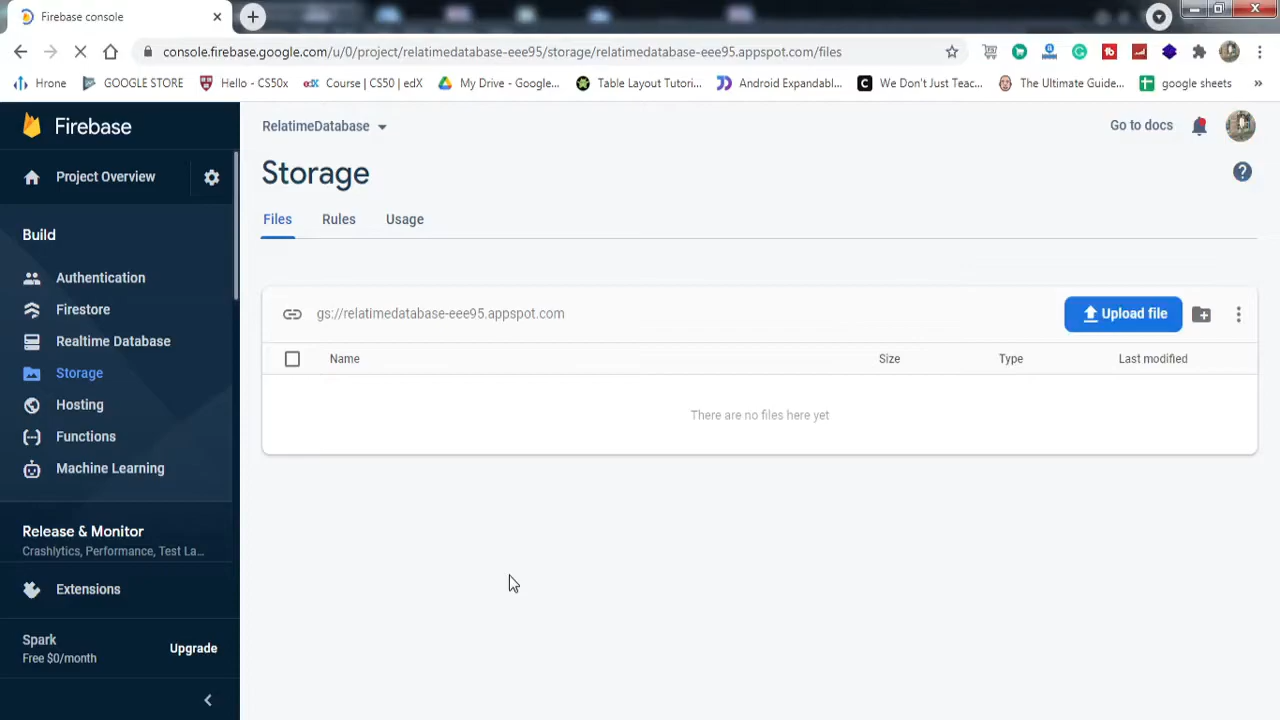 Firebase console
console.firebase.google.com/u/0/project/relatimedatabase-eee95/storage/relatimedatabase-eee95.appspot.com/files
Hrone
GOOGLE STORE
Hello - CS50x
edX Course | CS50 | edX
My Drive - Google...
Table Layout Tutori...
Android Expandabl...
C We Don't Just Teac...
The Ultimate Guide...
google sheets
»
Firebase
RelatimeDatabase
Go to docs
Project Overview
Storage
?
Files
Rules
Usage
Build
Authentication
Firestore
Realtime Database
Storage
Hosting
Functions
Machine Learning
gs://relatimedatabase-eee95.appspot.com
Upload file
Name
Size
Type
Last modified
There are no files here yet
Release & Monitor
Crashlytics, Performance, Test La...
Extensions
Spark
Free $0/month
Upgrade